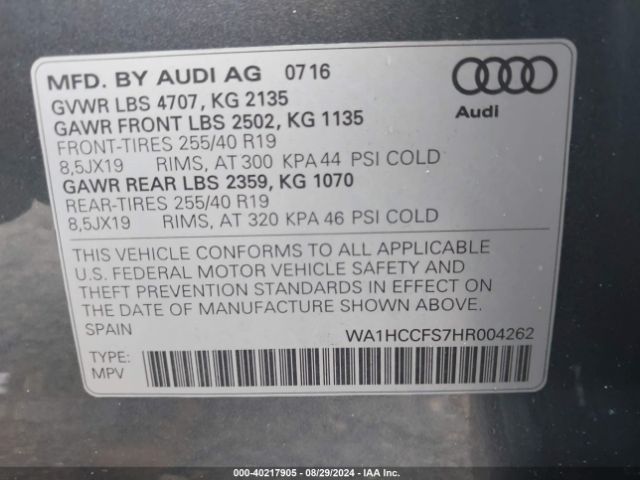 MFD. BY AUDI AG 0716
GVWR LBS 4707, KG 2135
GAWR FRONT LBS 2502, KG 1135
FRONT-TIRES 255/40 R19
8,5JX19 RIMS, AT 300 KPA 44 PSI COLD
GAWR REAR LBS 2359, KG 1070
REAR-TIRES 255/40 R19
8,5JX19 RIMS, AT 320 KPA 46 PSI COLD
Audi
THIS VEHICLE CONFORMS TO ALL APPLICABLE
U.S. FEDERAL MOTOR VEHICLE SAFETY AND
THEFT PREVENTION STANDARDS IN EFFECT ON
THE DATE OF MANUFACTURE SHOWN ABOVE.
SPAIN WA1HCCFS7HR004262
TYPE:
MPV
000-40217905 - 08/29/2024 - IAA Inc.